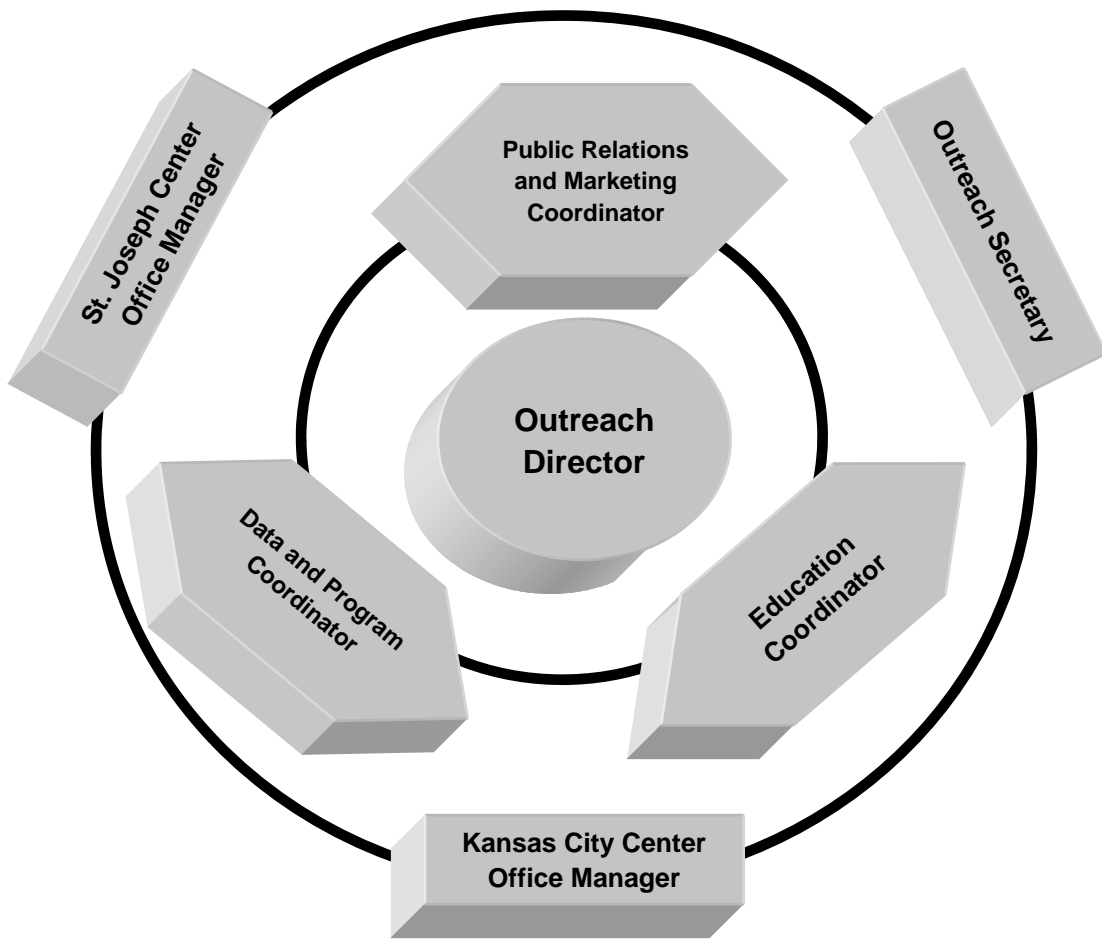 St. Joseph Center
Office Manager
Public Relations
and Marketing
Coordinator
Outreach Secretary
Outreach
Director
Data and Program
Coordinator
Education
Coordinator
Kansas City Center
Office Manager